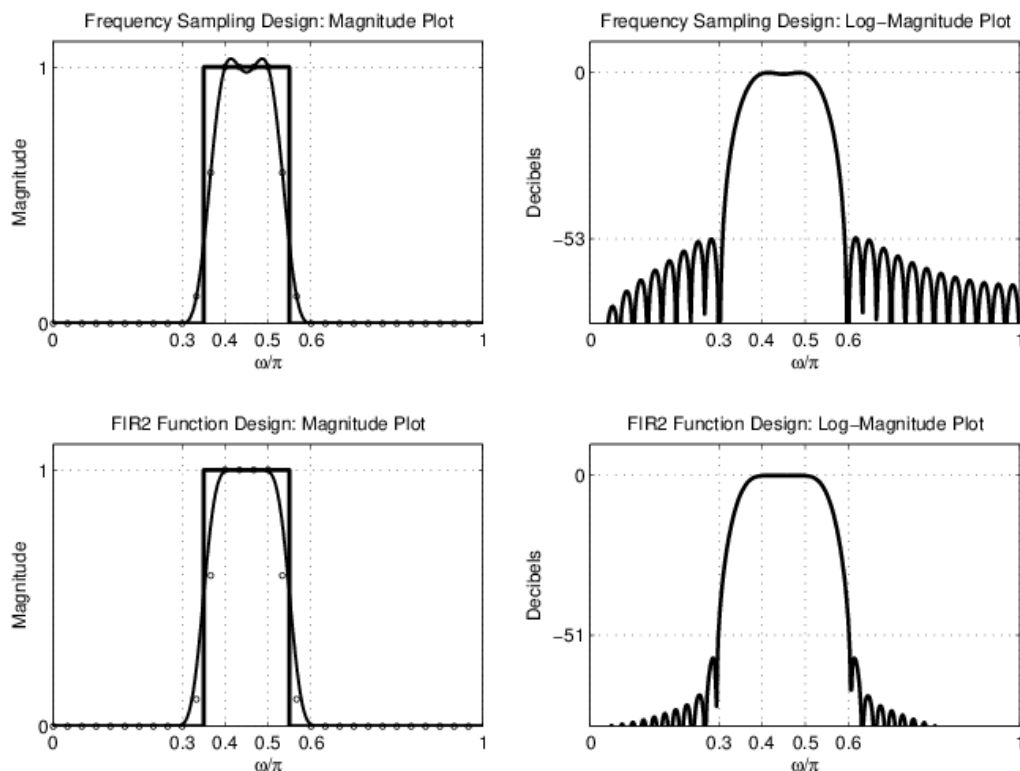 Frequency Sampling Design: Magnitude Plot
1
Magnitude
0
0 0.3 0.4 0.5 0.6 1
ω/π
Frequency Sampling Design: Log−Magnitude Plot
0
Decibels
−53
0 0.3 0.4 0.5 0.6 1
ω/π
FIR2 Function Design: Magnitude Plot
1
Magnitude
0
0 0.3 0.4 0.5 0.6 1
ω/π
FIR2 Function Design: Log−Magnitude Plot
0
Decibels
−51
0 0.3 0.4 0.5 0.6 1
ω/π